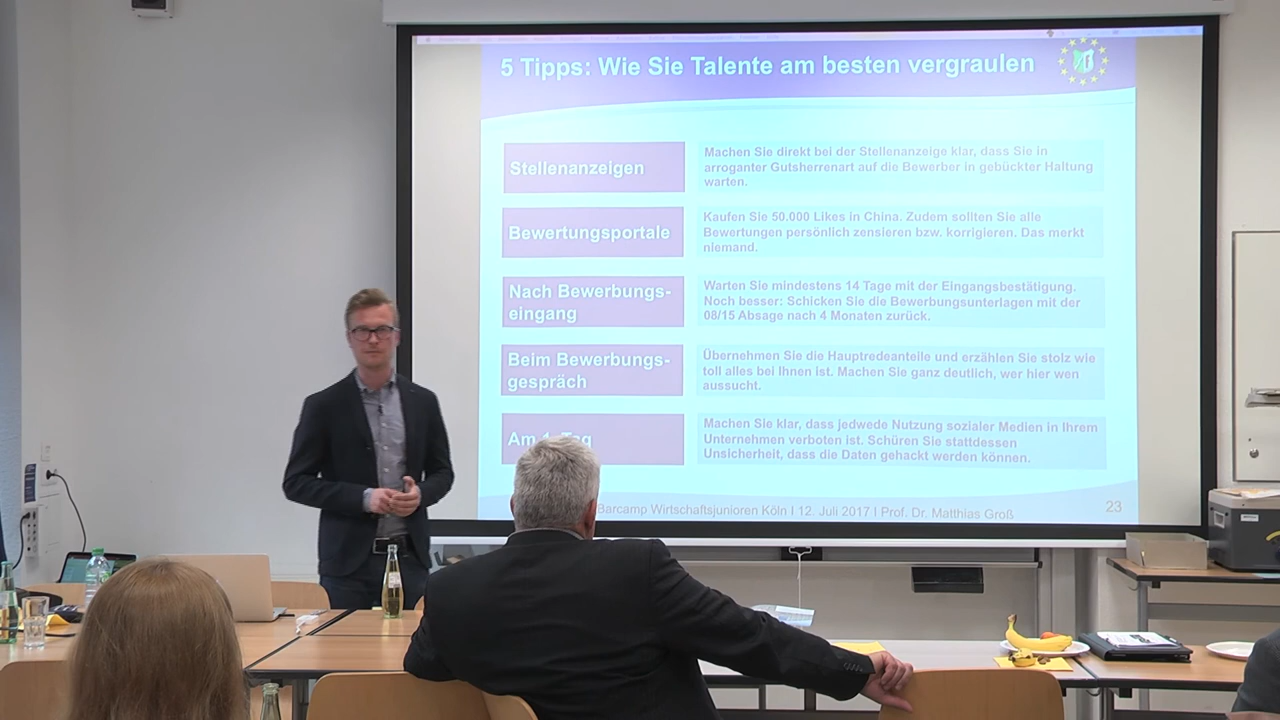 5 Tipps: Wie Sie Talente am besten vergraulen
Stellenanzeigen
Machen Sie direkt bei der Stellenanzeige klar, dass Sie in
arroganter Gutsherrenart auf die Bewerber in gebückter Haltung
warten.
Bewertungsportale
Kaufen Sie 50.000 Likes in China. Zudem sollten Sie alle
Bewertungen persönlich zensieren bzw. korrigieren. Das merkt
niemand.
Nach Bewerbungs-
eingang
Warten Sie mindestens 14 Tage mit der Eingangsbestätigung.
Noch besser: Schicken Sie die Bewerbungsunterlagen mit der
08/15 Absage nach 4 Monaten zurück.
Beim Bewerbungs-
gespräch
Übernehmen Sie die Hauptredeanteile und erzählen Sie stolz wie
toll alles bei Ihnen ist. Machen Sie ganz deutlich, wer hier wen
aussucht.
Am 1. Tag
Machen Sie klar, dass jedwede Nutzung sozialer Medien in Ihrem
Unternehmen verboten ist. Schüren Sie stattdessen
Unsicherheit, dass die Daten gehackt werden können.
Barcamp Wirtschaftsjunioren Köln I 12. Juli 2017 I Prof. Dr. Matthias Groß
23